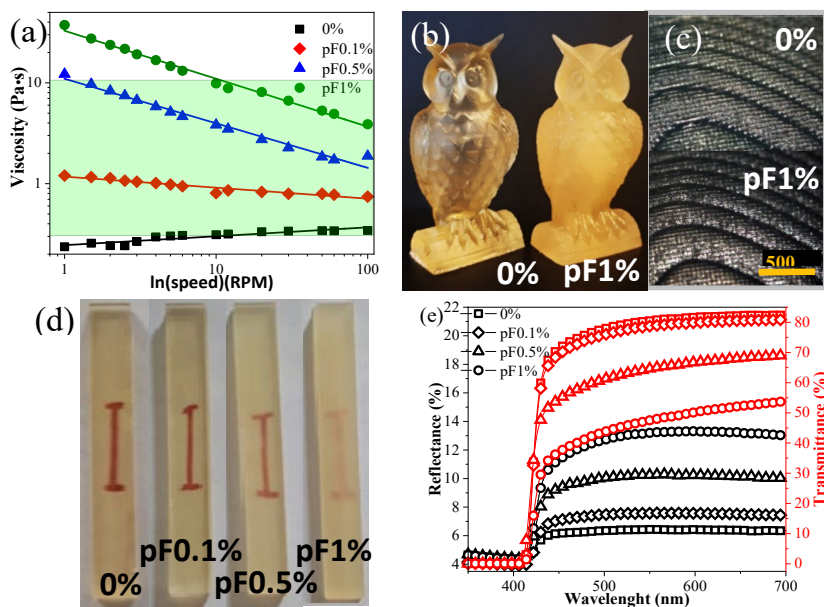 (a)
0%
pF0.1%
pF0.5%
pF1%
10
1
Viscosity (Pa•s)
1 10 100
ln(speed)(RPM)
(b)
0% pF1%
(c)
0%
pF1%
500
(d)
0%
pF0.1%
pF0.5%
pF1%
(e)
0%
pF0.1%
pF0.5%
pF1%
22
20
18
16
14
12
10
8
6
4
Reflectance (%)
80
70
60
50
40
30
20
10
0
Transmittance (%)
400 500 600 700
Wavelenght (nm)